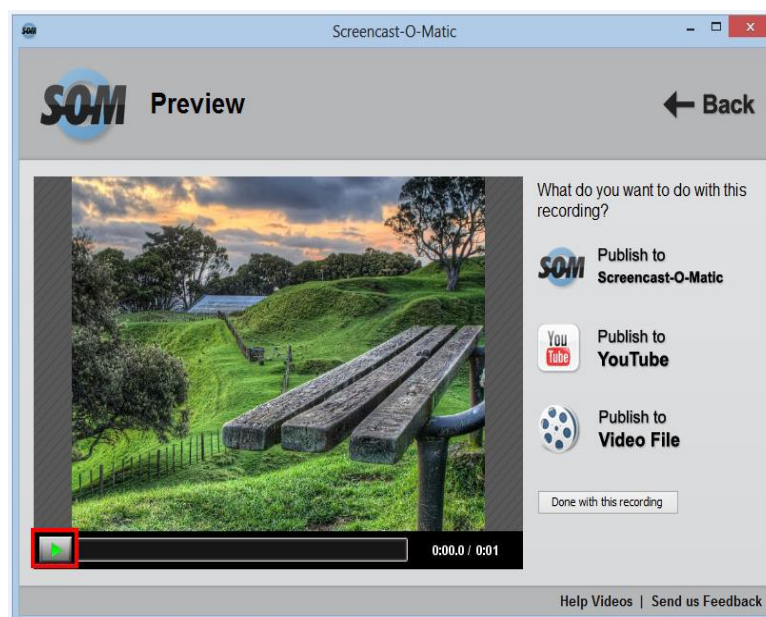 SOM
Screencast-O-Matic
SOM
Preview
Back
What do you want to do with this
recording?
SOM
Publish to
Screencast-O-Matic
You
Tube
Publish to
YouTube
Publish to
Video File
Done with this recording
0:00.0 / 0:01
Help Videos | Send us Feedback